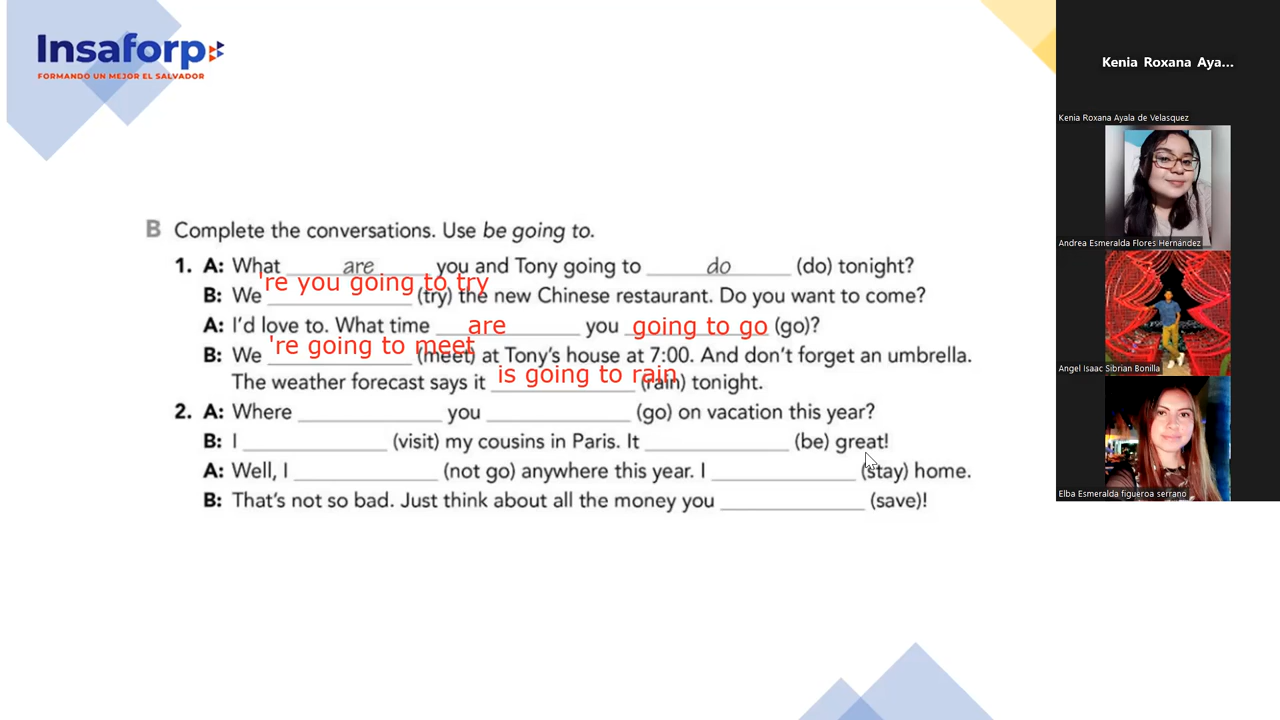 Insaforp
FORMANDO UN MEJOR EL SALVADOR
B Complete the conversations. Use be going to.
1. A: What are you and Tony going to do (do) tonight?
B: We 're you going to try (try) the new Chinese restaurant. Do you want to come?
A: I'd love to. What time are you going to go (go)?
B: We 're going to meet (meet) at Tony's house at 7:00. And don't forget an umbrella.
The weather forecast says it is going to rain (rain) tonight.
2. A: Where ____ you ____ (go) on vacation this year?
B: I ____ (visit) my cousins in Paris. It ____ (be) great!
A: Well, I ____ (not go) anywhere this year. I ____ (stay) home.
B: That's not so bad. Just think about all the money you ____ (save)!
Kenia Roxana Aya...
Kenia Roxana Ayala de Velasquez
Andrea Esmeralda Flores Hernández
Angel Isaac Sibrian Bonilla
Elba Esmeralda figueroa serrano